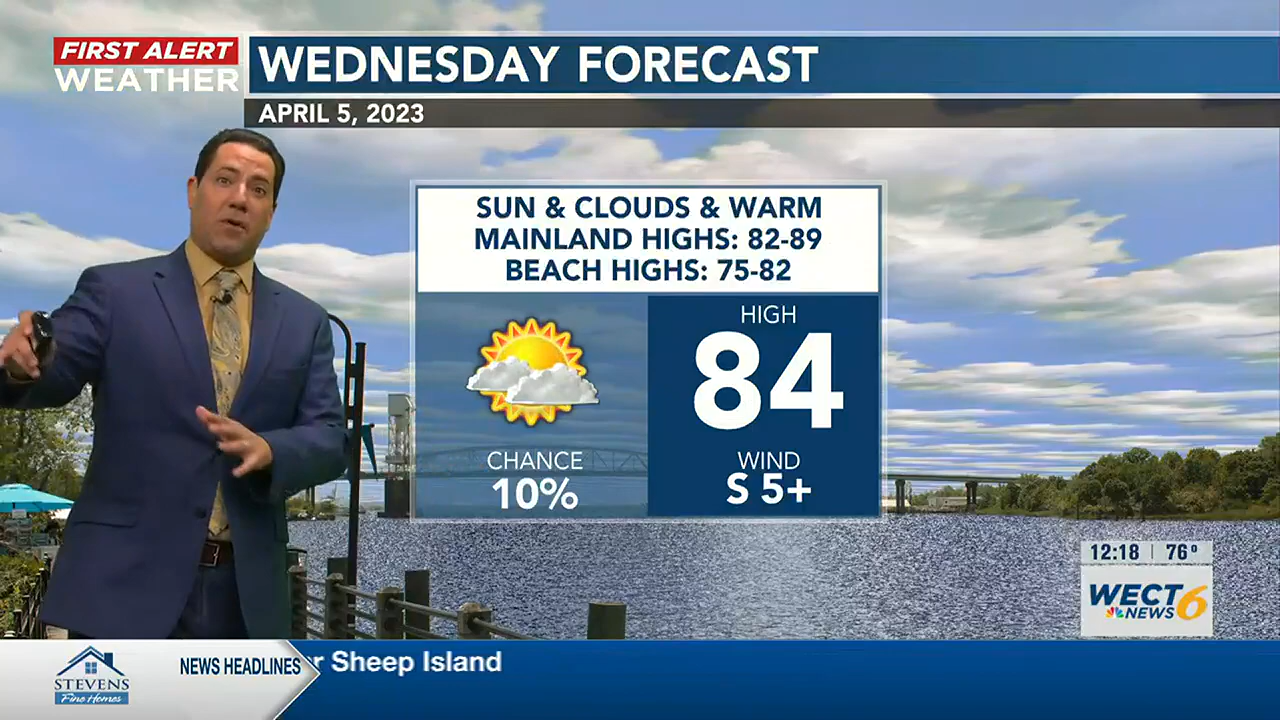 FIRST ALERT
WEATHER
WEDNESDAY FORECAST
APRIL 5, 2023
SUN & CLOUDS & WARM
MAINLAND HIGHS: 82-89
BEACH HIGHS: 75-82
HIGH
84
CHANCE
10%
WIND
S 5+
12:18 | 76°
WECT 6
NEWS
STEVENS
Fine Homes
NEWS HEADLINES
r Sheep Island